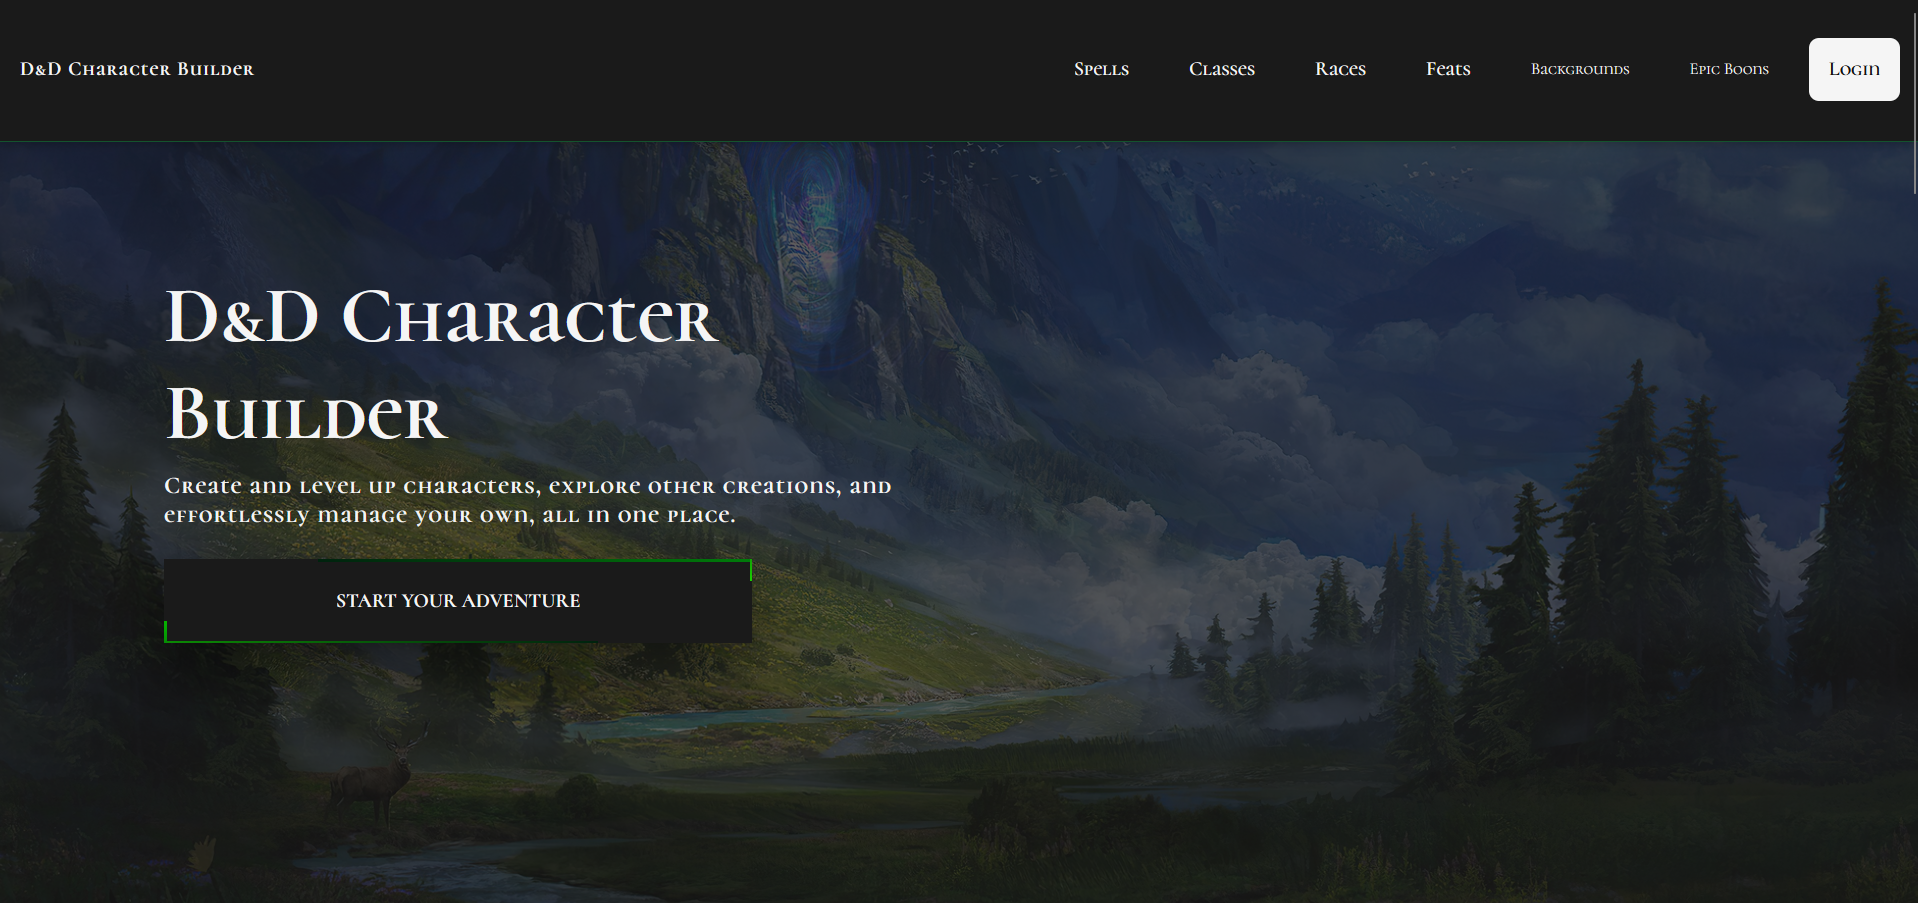 D&D Character Builder
Spells Classes Races Feats Backgrounds Epic Boons Login
D&D Character
Builder
Create and level up characters, explore other creations, and
effortlessly manage your own, all in one place.
START YOUR ADVENTURE